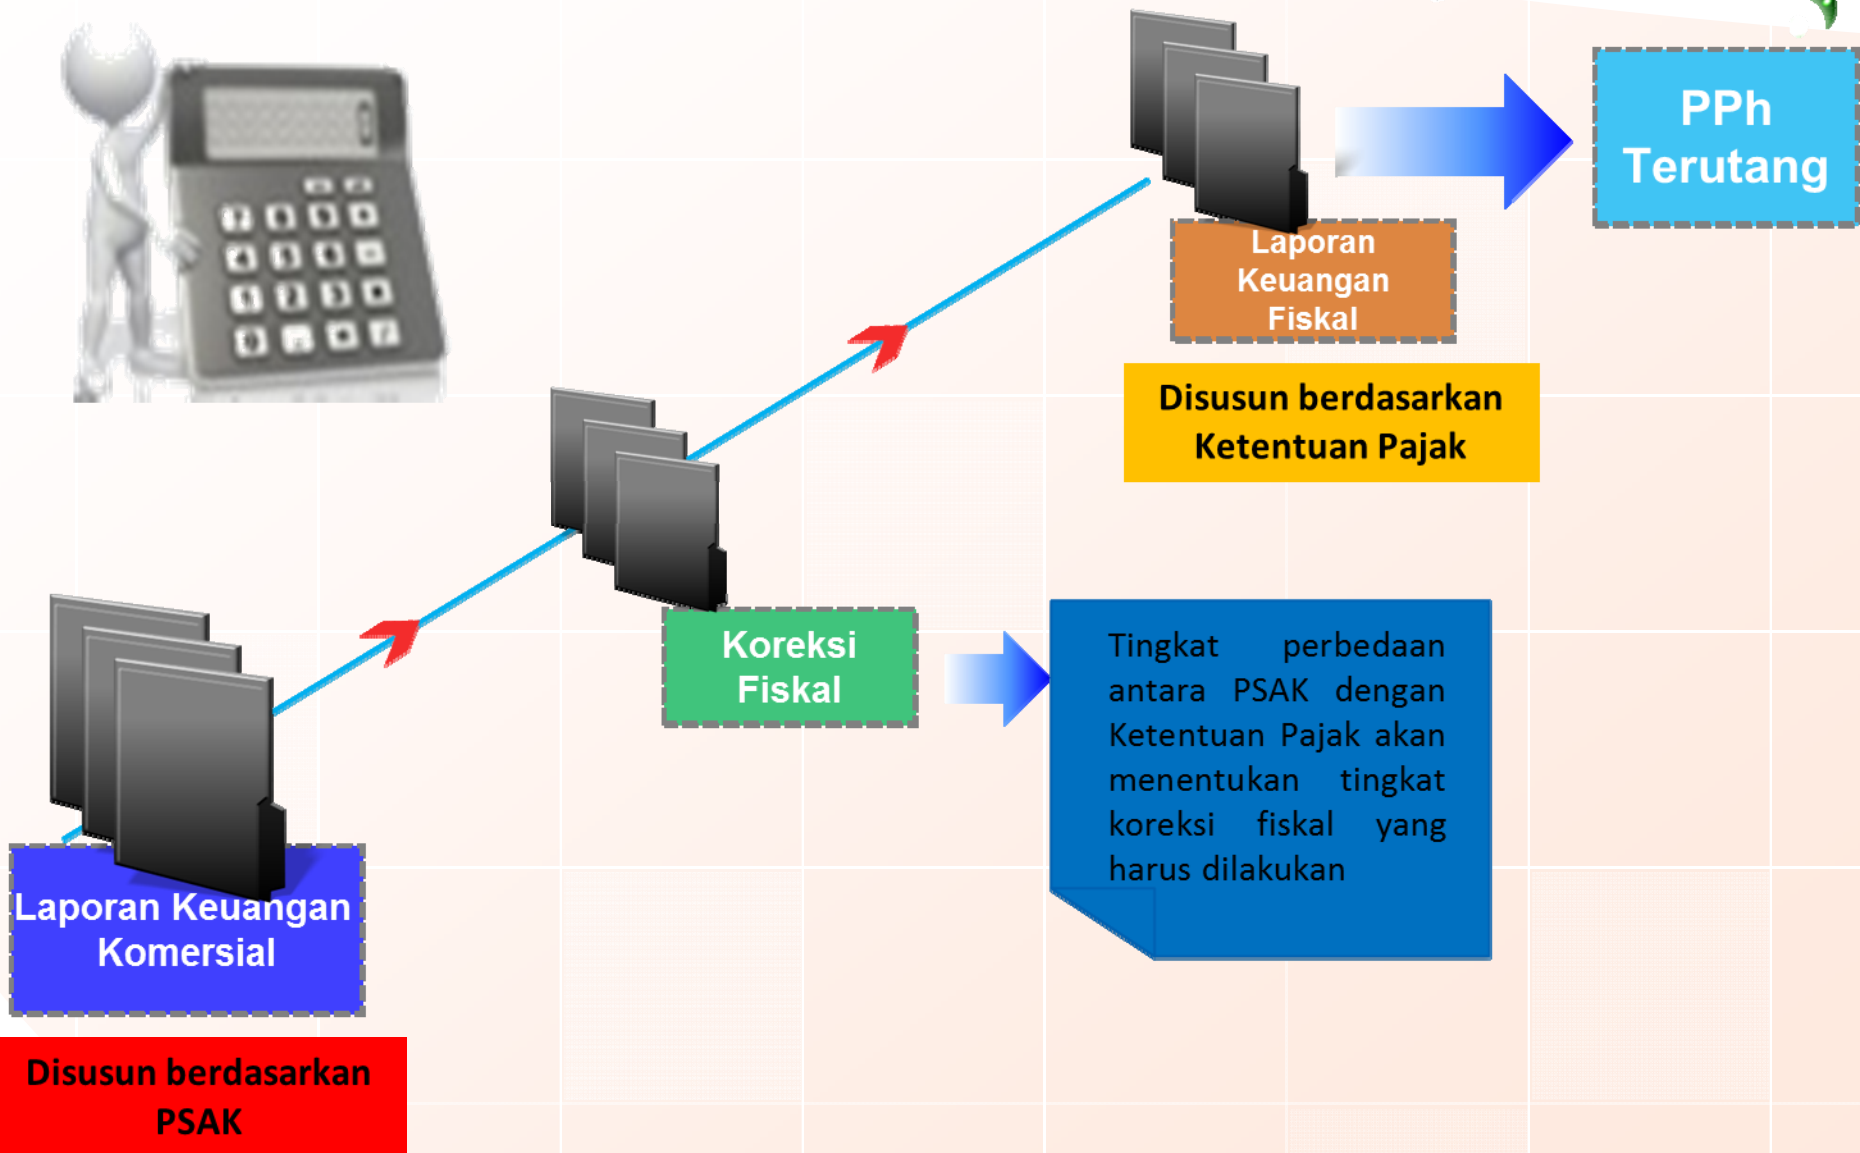 PPh
Terutang
Laporan
Keuangan
Fiskal
Disusun berdasarkan
Ketentuan Pajak
Koreksi
Fiskal
Tingkat perbedaan
antara PSAK dengan
Ketentuan Pajak akan
menentukan tingkat
koreksi fiskal yang
harus dilakukan
Laporan Keuangan
Komersial
Disusun berdasarkan
PSAK